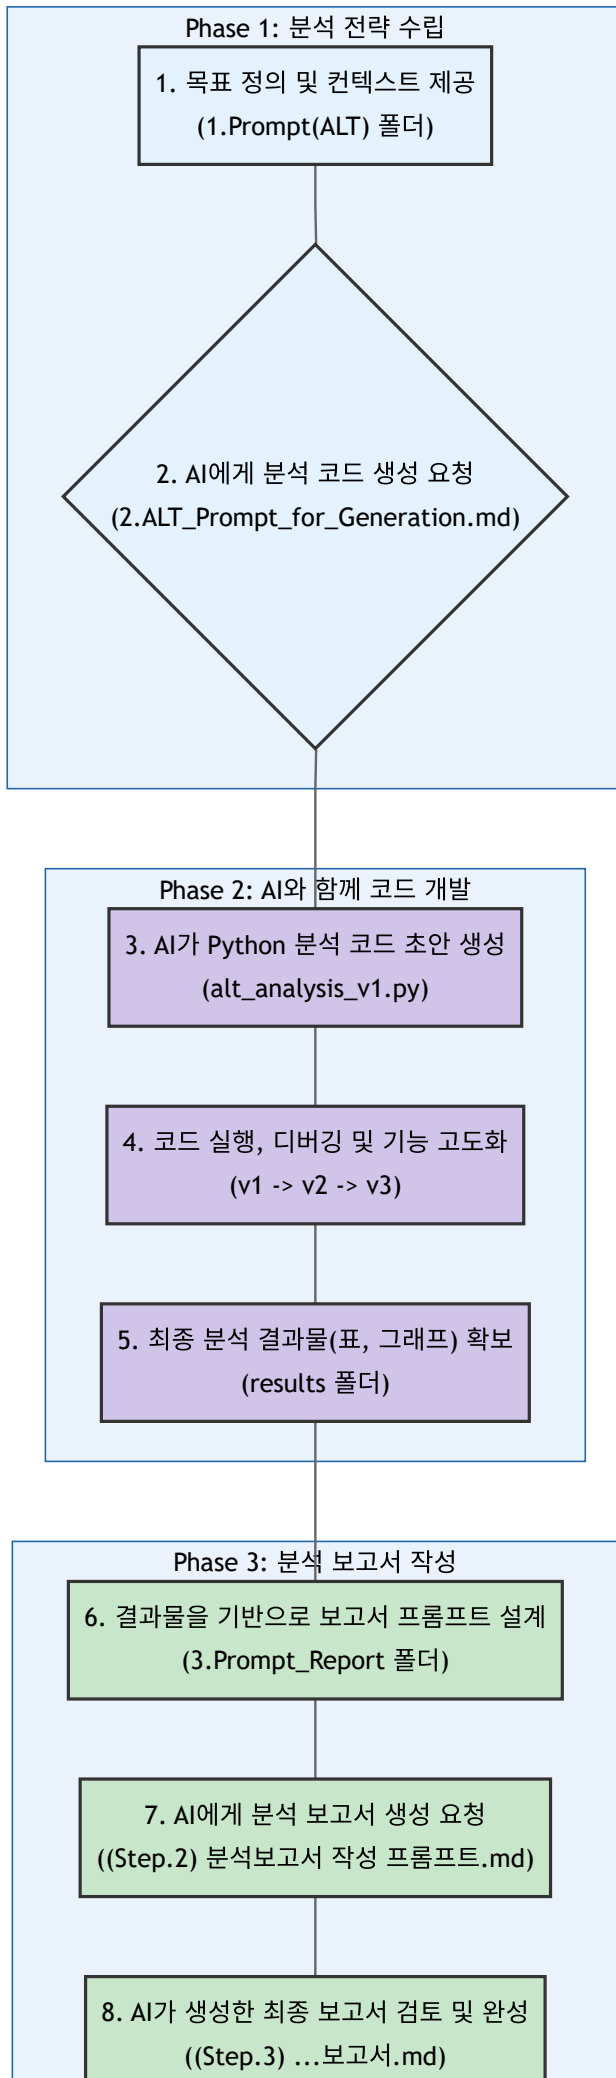 Phase 1: 분석 전략 수립
1. 목표 정의 및 컨텍스트 제공
(1.Prompt(ALT) 폴더)
2. AI에게 분석 코드 생성 요청
(2.ALT_Prompt_for_Generation.md)
Phase 2: AI와 함께 코드 개발
3. AI가 Python 분석 코드 초안 생성
(alt_analysis_v1.py)
4. 코드 실행, 디버깅 및 기능 고도화
(v1 -> v2 -> v3)
5. 최종 분석 결과물(표, 그래프) 확보
(results 폴더)
Phase 3: 분석 보고서 작성
6. 결과물을 기반으로 보고서 프롬프트 설계
(3.Prompt_Report 폴더)
7. AI에게 분석 보고서 생성 요청
((Step.2) 분석보고서 작성 프롬프트.md)
8. AI가 생성한 최종 보고서 검토 및 완성
((Step.3) ...보고서.md)